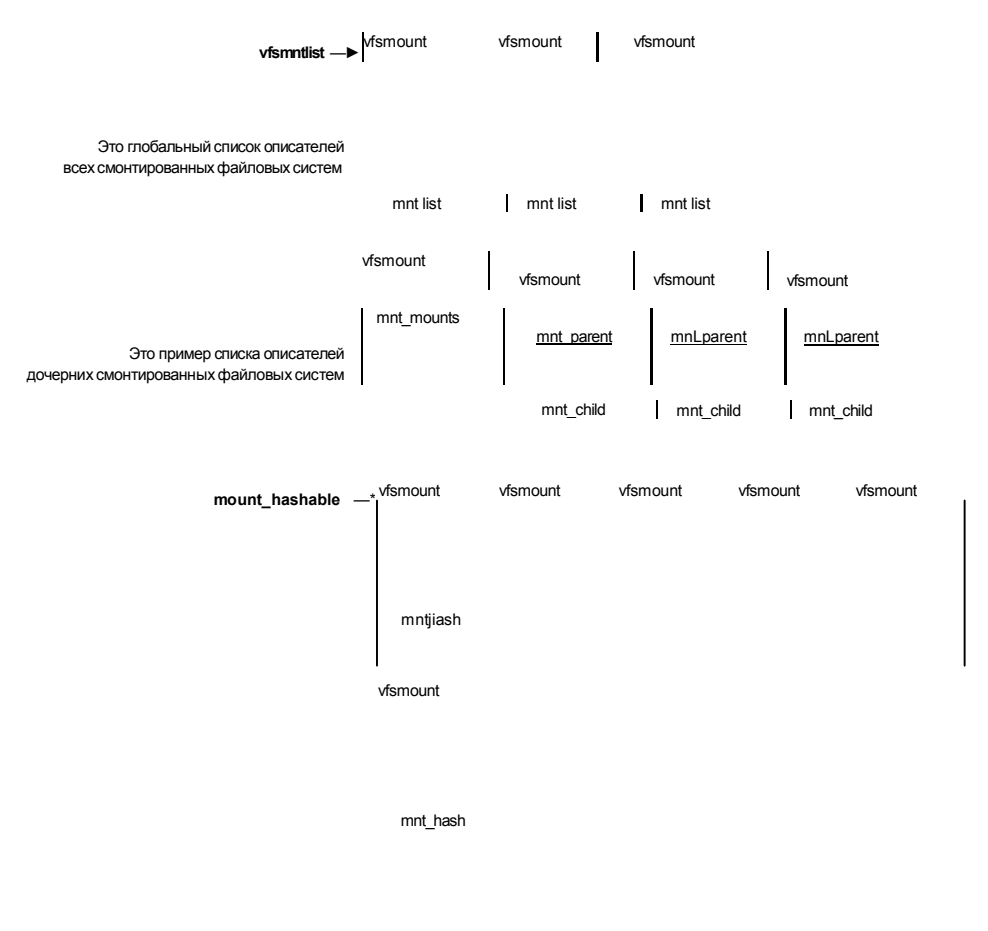 vfsmount vfsmount vfsmount
vfsmntlist
Это глобальный список описателей
всех смонтированных файловых систем
mnt list mnt list mnt list
vfsmount
vfsmount vfsmount vfsmount
mnt_mounts
mnt_parent mnLparent mnLparent
Это пример списка описателей
дочерних смонтированных файловых систем
mnt_child mnt_child mnt_child
vfsmount vfsmount vfsmount vfsmount vfsmount
mount_hashable —*
mntjiash
vfsmount
mnt_hash